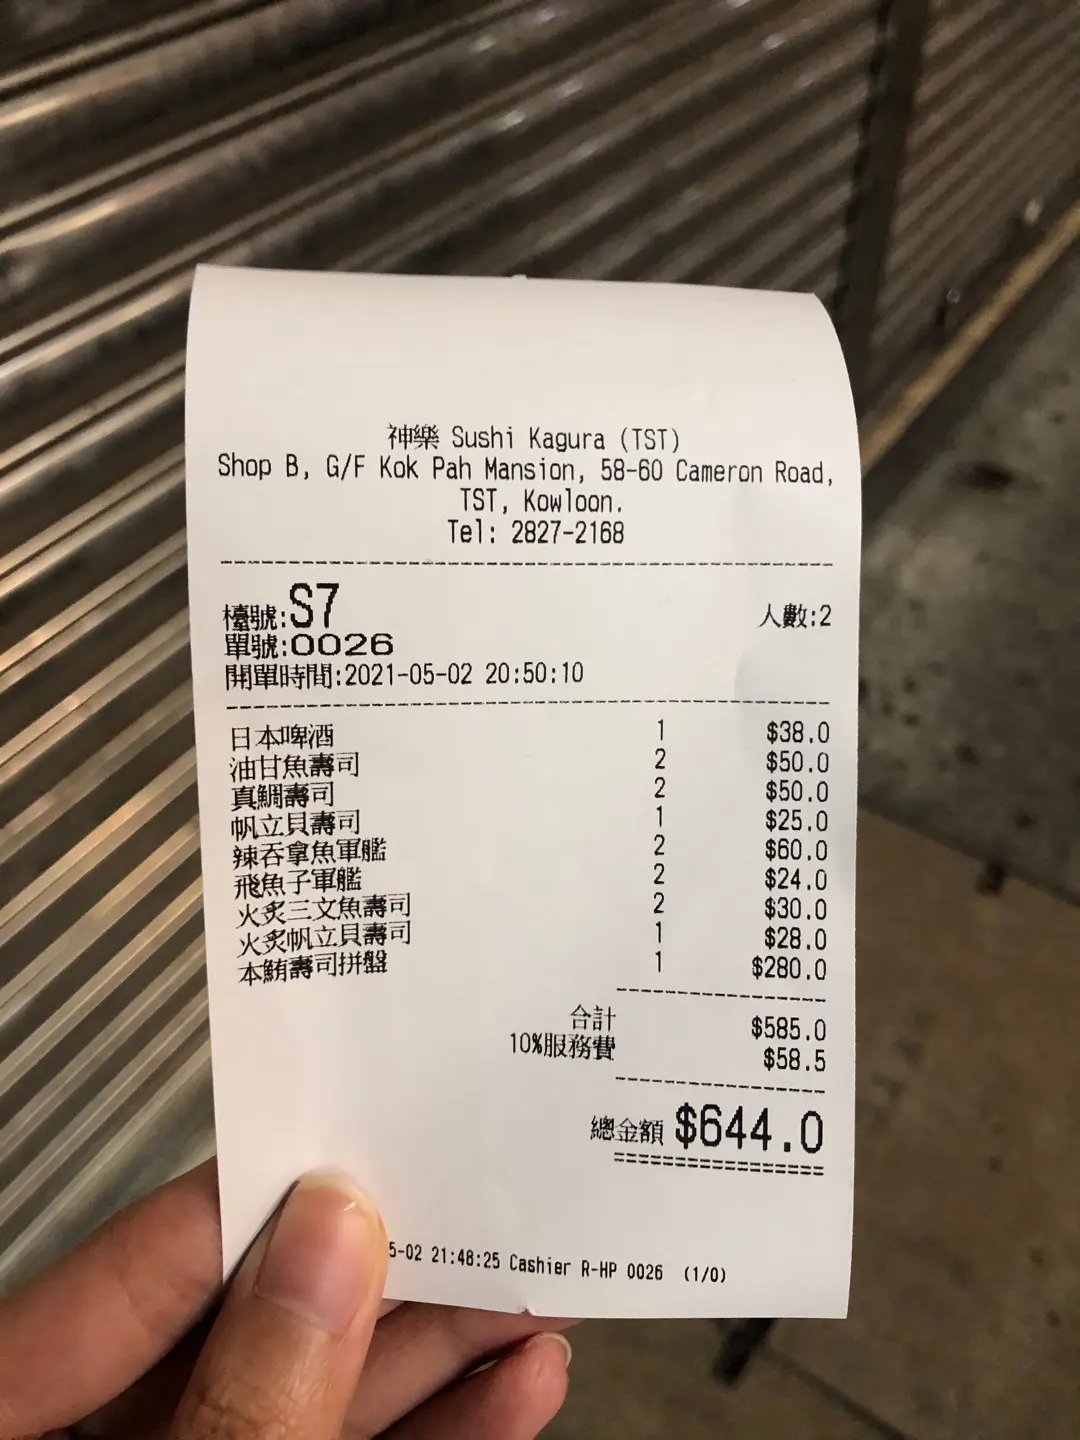 神樂 Sushi Kagura (TST)
Shop B, G/F Kok Pah Mansion, 58-60 Cameron Road,
TST, Kowloon.
Tel: 2827-2168
檯號:S7 人數:2
單號:0026
開單時間:2021-05-02 20:50:10
日本啤酒 1 $38.0
油甘魚壽司 2 $50.0
真鯛壽司 2 $50.0
帆立貝壽司 1 $25.0
辣吞拿魚軍艦 2 $60.0
飛魚子軍艦 2 $24.0
火炙三文魚壽司 2 $30.0
火炙帆立貝壽司 1 $28.0
本鮪壽司拼盤 1 $280.0
合計 $585.0
10%服務費 $58.5
總金額 $644.0
5-02 21:48:25 Cashier R-HP 0026 (1/0)